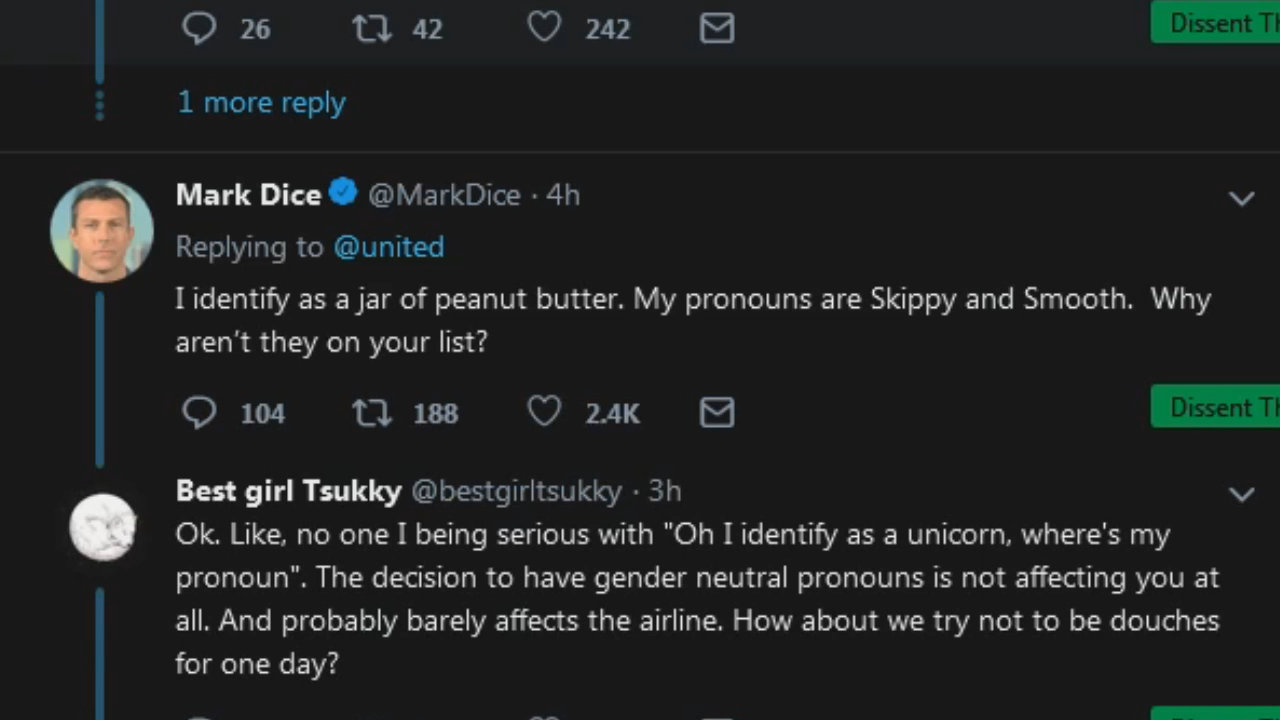 26 42 242 Dissent Th
1 more reply
Mark Dice @MarkDice · 4h
Replying to @united
I identify as a jar of peanut butter. My pronouns are Skippy and Smooth. Why
aren't they on your list?
104 188 2.4K Dissent Th
Best girl Tsukky @bestgirltsukky · 3h
Ok. Like, no one I being serious with "Oh I identify as a unicorn, where's my
pronoun". The decision to have gender neutral pronouns is not affecting you at
all. And probably barely affects the airline. How about we try not to be douches
for one day?